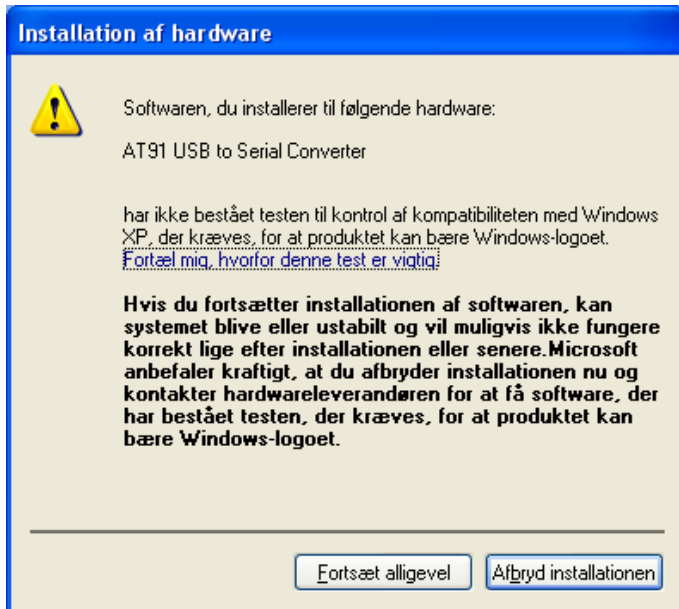 Installation af hardware
Softwaren, du installerer til følgende hardware:
AT91 USB to Serial Converter
har ikke bestået testen til kontrol af kompatibiliteten med Windows
XP, der kræves, for at produktet kan bære Windows-logoet.
Fortæl mig, hvorfor denne test er vigtig.
Hvis du fortsætter installationen af softwaren, kan
systemet blive eller ustabilt og vil muligvis ikke fungere
korrekt lige efter installationen eller senere.Microsoft
anbefaler kraftigt, at du afbryder installationen nu og
kontakter hardwareleverandøren for at få software, der
har bestået testen, der kræves, for at produktet kan
bære Windows-logoet.
Fortsæt alligevel
Afbryd installationen